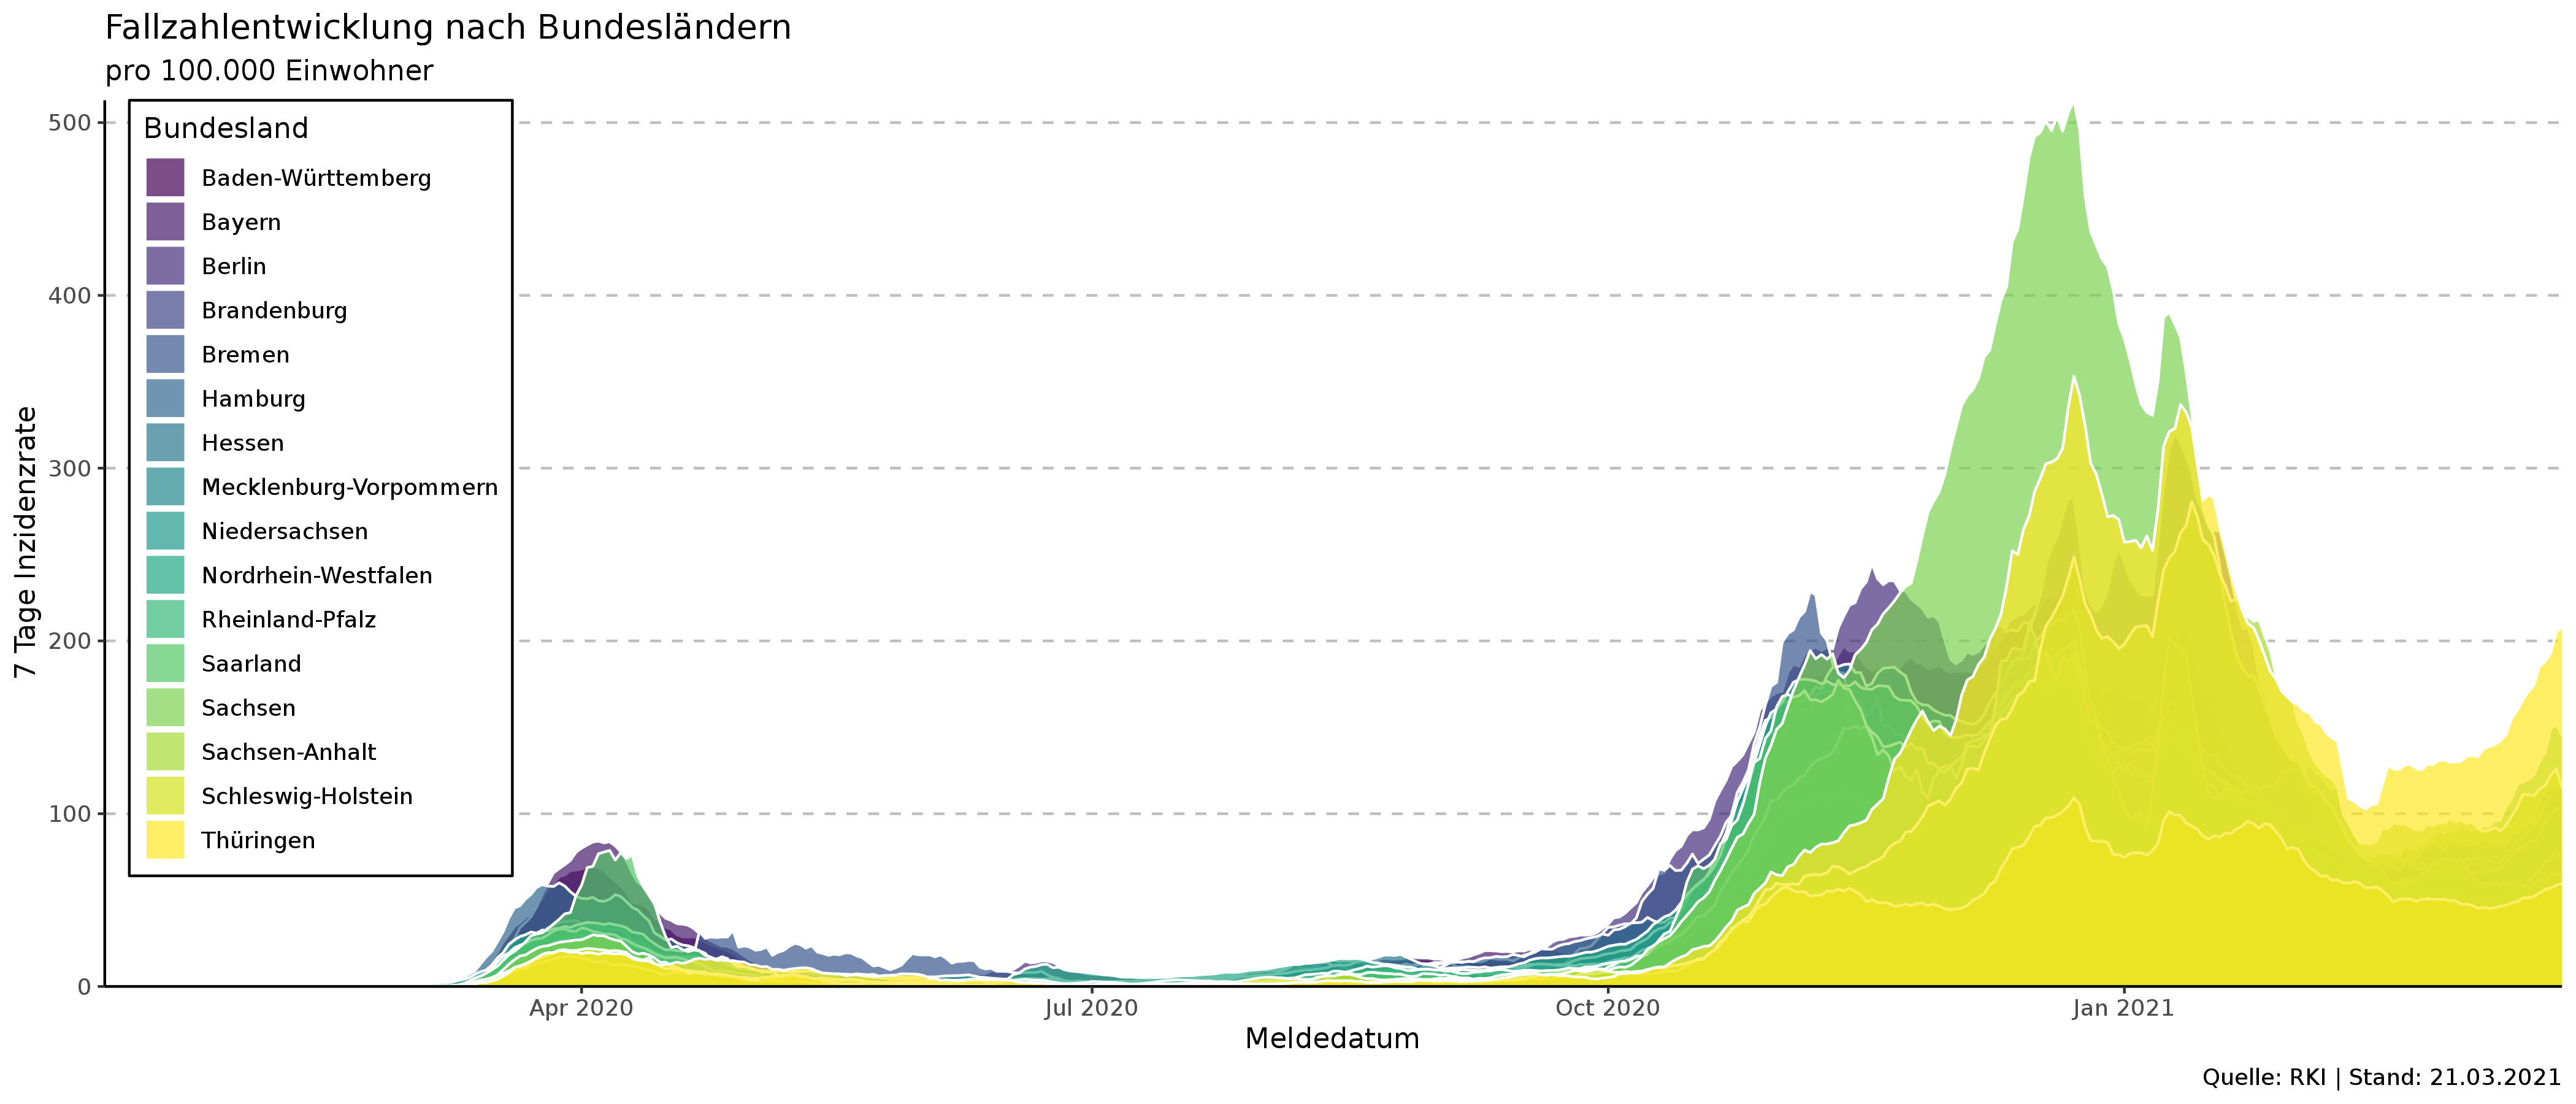 Fallzahlentwicklung nach Bundesländern
pro 100.000 Einwohner
Bundesland
Baden-Württemberg
Bayern
Berlin
Brandenburg
Bremen
Hamburg
Hessen
Mecklenburg-Vorpommern
Niedersachsen
Nordrhein-Westfalen
Rheinland-Pfalz
Saarland
Sachsen
Sachsen-Anhalt
Schleswig-Holstein
Thüringen
7 Tage Inzidenzrate
500
400
300
200
100
0
Apr 2020
Jul 2020
Oct 2020
Jan 2021
Meldedatum
Quelle: RKI | Stand: 21.03.2021